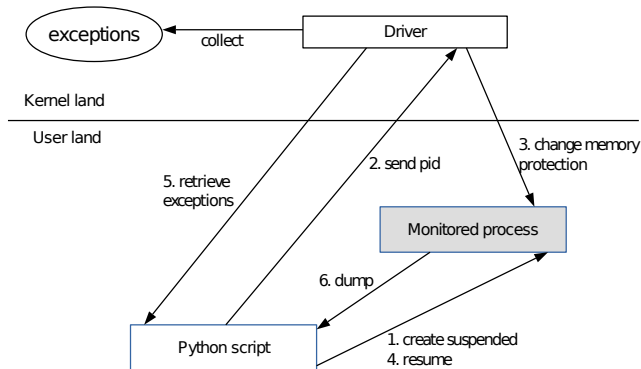 exceptions
collect
Driver
Kernel land
User land
3. change memory
protection
2. send pid
5. retrieve
exceptions
Monitored process
6. dump
Python script
1. create suspended
4. resume